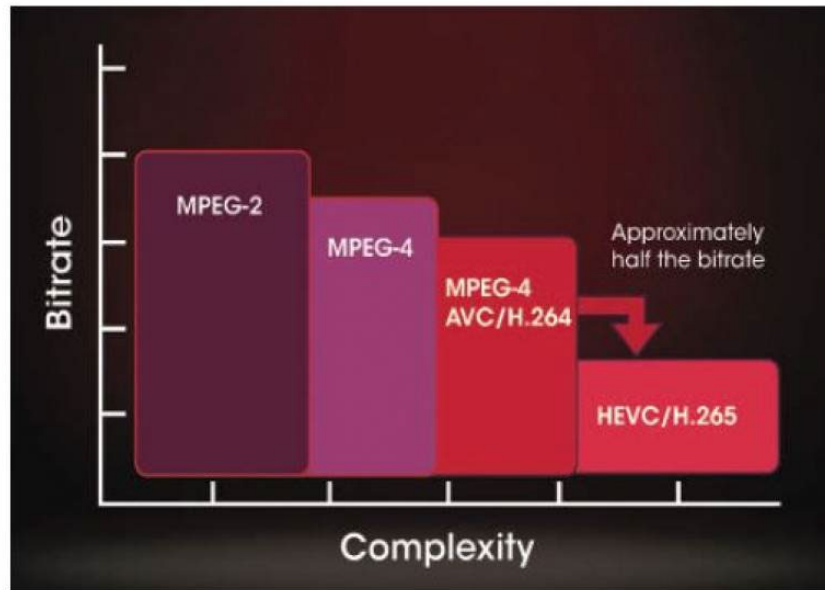 Bitrate
MPEG-2
MPEG-4
MPEG-4
AVC/H.264
Approximately
half the bitrate
HEVC/H.265
Complexity